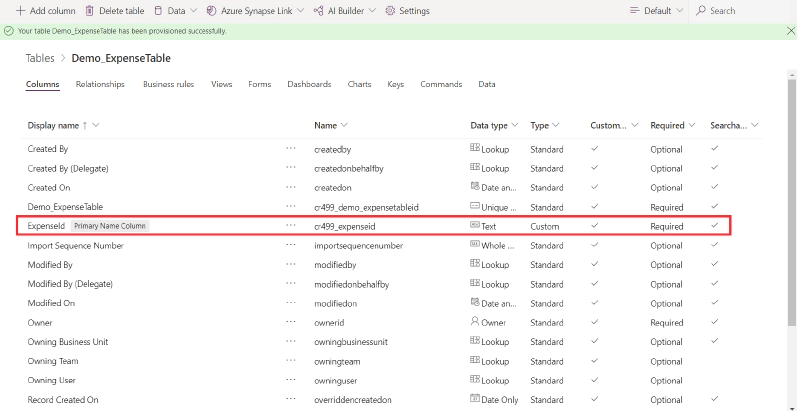 Add column Delete table Data Azure Synapse Link AI Builder Settings Default Search
Your table Demo_ExpenseTable has been provisioned successfully.
Tables > Demo_ExpenseTable
Columns Relationships Business rules Views Forms Dashboards Charts Keys Commands Data
Display name ↑ Name Data type Type Custom... Required Searcha...
Created By ... createdby Lookup Standard ✓ Optional ✓
Created By (Delegate) ... createdonbehalfby Lookup Standard ✓ Optional ✓
Created On ... createdon Date an... Standard ✓ Optional ✓
Demo_ExpenseTable ... cr499_demo_expensetableid Unique ... Standard ✓ Required ✓
ExpenseId Primary Name Column ... cr499_expenseid Text Custom ✓ Required ✓
Import Sequence Number ... importsequencenumber Whole ... Standard ✓ Optional ✓
Modified By ... modifiedby Lookup Standard ✓ Optional ✓
Modified By (Delegate) ... modifiedonbehalfby Lookup Standard ✓ Optional ✓
Modified On ... modifiedon Date an... Standard ✓ Optional ✓
Owner ... ownerid Owner Standard ✓ Required ✓
Owning Business Unit ... owningbusinessunit Lookup Standard ✓ Optional ✓
Owning Team ... owningteam Lookup Standard ✓ Optional
Owning User ... owninguser Lookup Standard ✓ Optional
Record Created On ... overriddencreatedon Date Only Standard ✓ Optional ✓